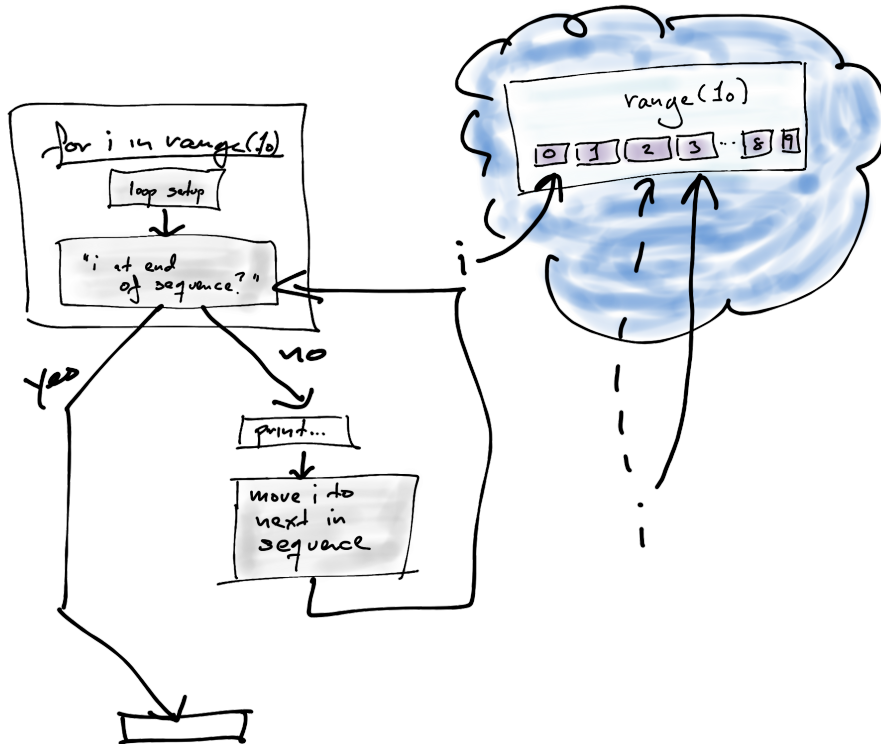 for i in range(10)
loop setup
"i at end
of sequence?"
yes
no
print...
move i to
next in
sequence
i
range(10)
0 1 2 3 ... 8 9
i